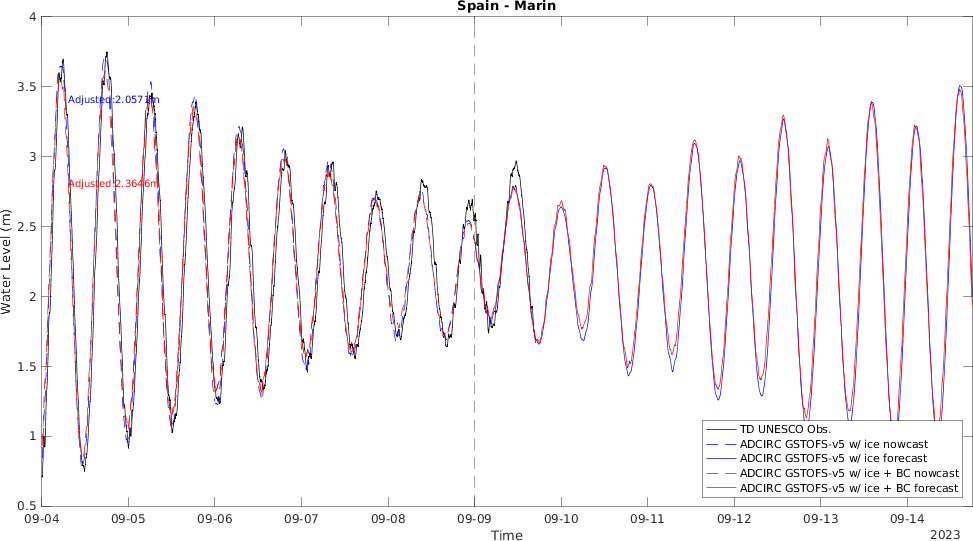 Spain - Marin
4
3.5
3
2.5
2
1.5
1
0.5
Water Level (m)
Adjusted:2.0571m
Adjusted:2.3646m
TD UNESCO Obs.
ADCIRC GSTOFS-v5 w/ ice nowcast
ADCIRC GSTOFS-v5 w/ ice forecast
ADCIRC GSTOFS-v5 w/ ice + BC nowcast
ADCIRC GSTOFS-v5 w/ ice + BC forecast
09-04 09-05 09-06 09-07 09-08 09-09 09-10 09-11 09-12 09-13 09-14
Time
2023